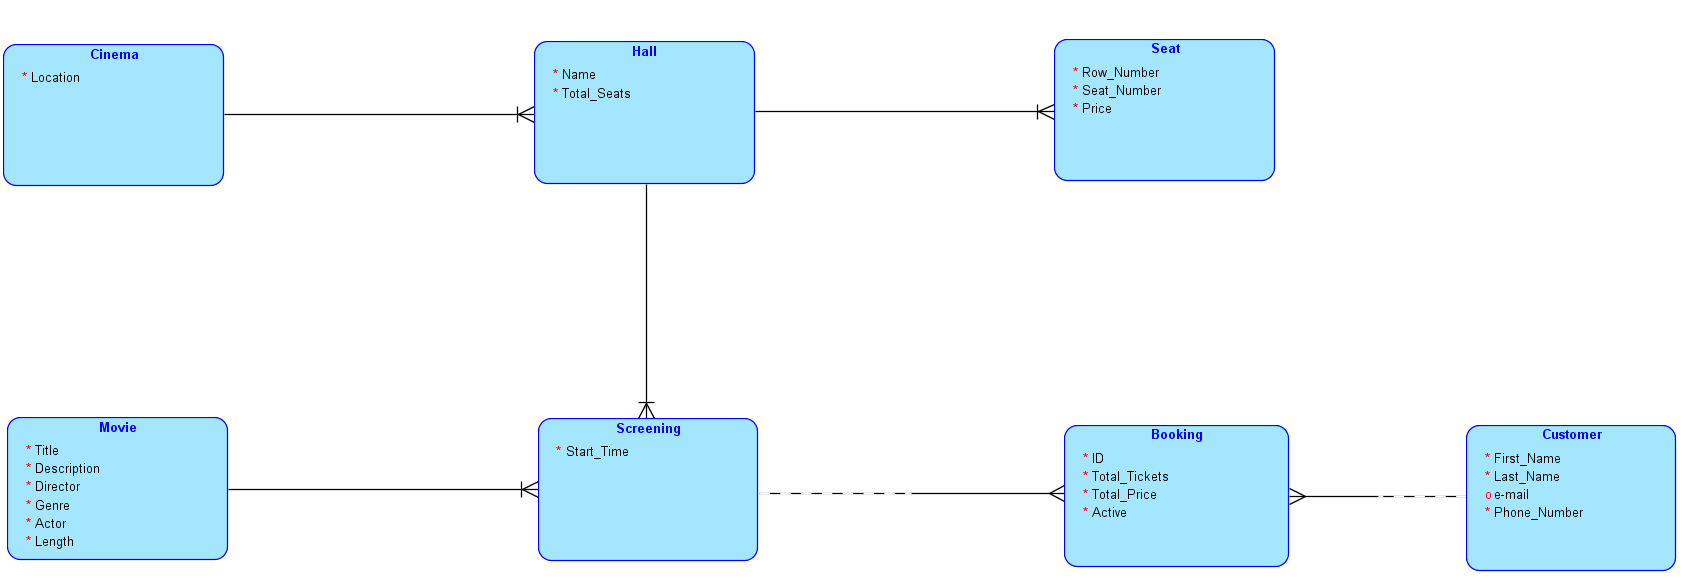 Cinema
* Location
Hall
* Name
* Total_Seats
Seat
* Row_Number
* Seat_Number
* Price
Movie
* Title
* Description
* Director
* Genre
* Actor
* Length
Screening
* Start_Time
Booking
* ID
* Total_Tickets
* Total_Price
* Active
Customer
* First_Name
* Last_Name
o e-mail
* Phone_Number